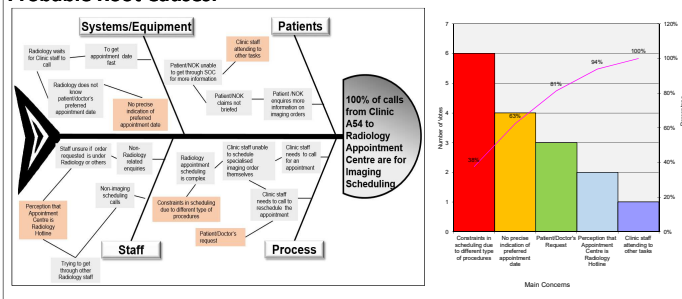 Probable Root Causes:
Systems/Equipment
Patients
Radiology waits
for Clinic staff to
call
To get
appointment date
fast
Radiology does not
know
patient/doctor's
preferred
appointment date
No precise
indication of
preferred
appointment date
Patient/NOK unable
to get through SOC
for more information
Clinic staff
attending to
other tasks
Patient/NOK
claims not
briefed
Patient /NOK
enquires more
information on
imaging orders
100% of calls
from Clinic
A54 to
Radiology
Appointment
Centre are for
Imaging
Scheduling
Staff unsure if order
requested is under
Radiology or others
Non-
Radiology
related
enquires
Non-imaging
scheduling
calls
Perception that
Appointment
Centre is
Radiology
Hotline
Trying to get
through other
Radiology staff
Radiology
appointment
scheduling
is complex
Constraints in scheduling
due to different type of
procedures
Clinic staff unable
to schedule
specialised
imaging order
themselves
Clinic staff
needs to call for
an appointment
Clinic staff
needs to call to
reschedule the
appointment
Patient/Doctor's
request
Staff
Process
7
6
5
4
3
2
1
0
Number of Votes
120%
100%
80%
60%
40%
20%
0%
38%
63%
81%
94%
100%
Constraints in
scheduling due
to different type
of procedures
No precise
indication of
preferred
appointment
date
Patient/Doctor's
Request
Perception that
Appointment
Centre is
Radiology
Hotline
Clinic staff
attending to
other tasks
Main Concerns